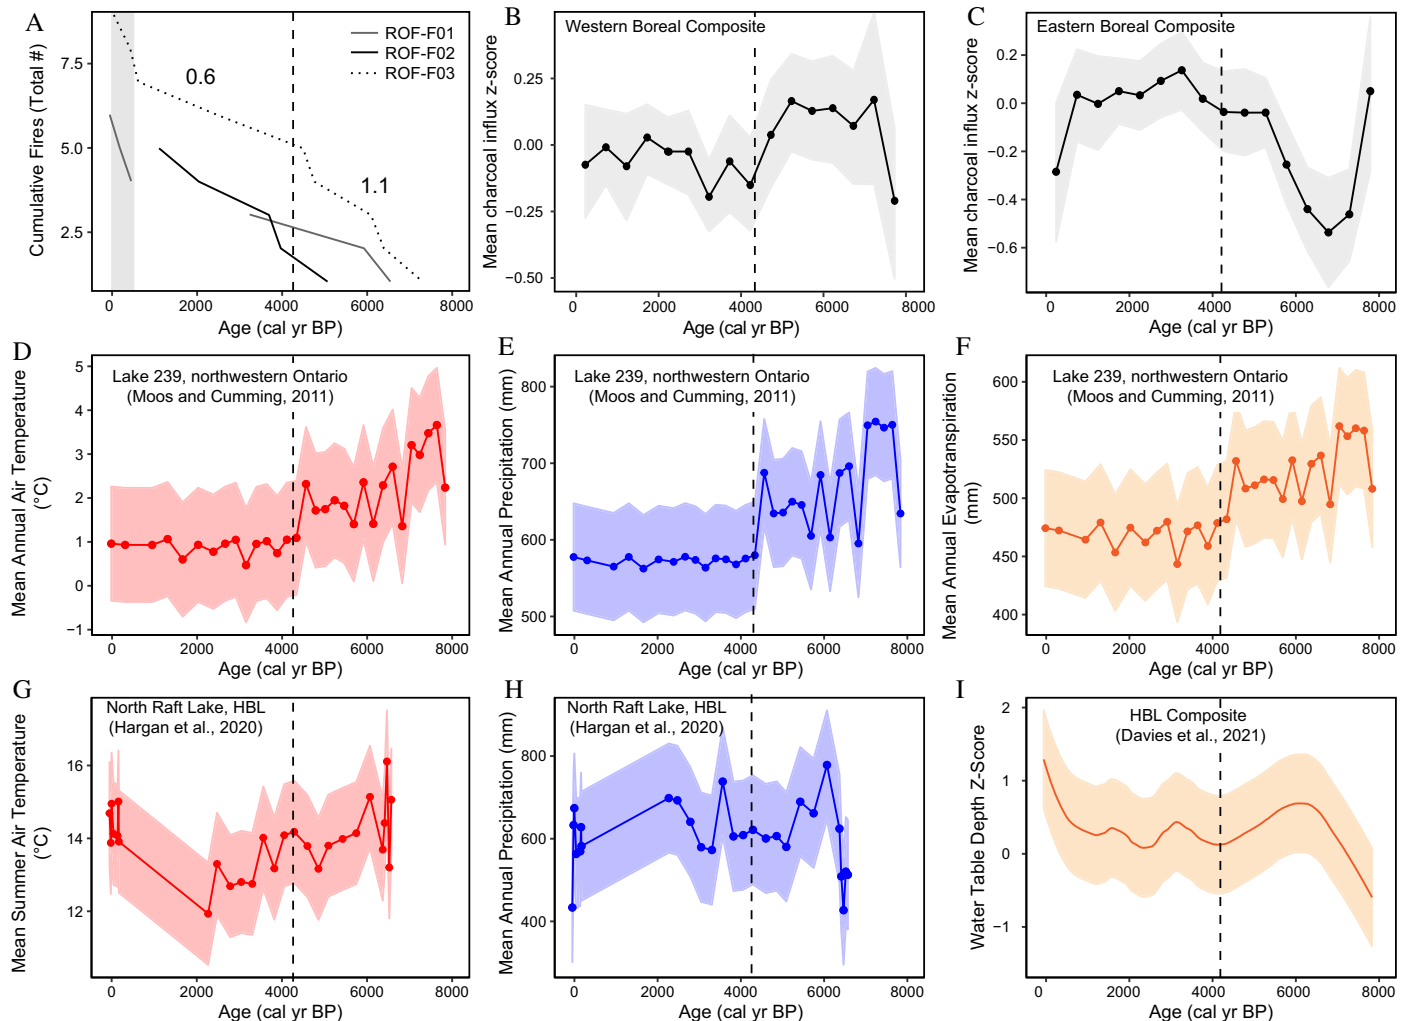 A
Cumulative Fires (Total #)
7.5
5.0
2.5
0.6
1.1
ROF-F01
ROF-F02
ROF-F03
0
2000
4000
6000
8000
Age (cal yr BP)
B
Western Boreal Composite
Mean charcoal influx z-score
0.25
0.00
−0.25
−0.50
0
2000
4000
6000
8000
Age (cal yr BP)
C
Eastern Boreal Composite
Mean charcoal influx z-score
0.2
0.0
−0.2
−0.4
−0.6
0
2000
4000
6000
8000
Age (cal yr BP)
D
Lake 239, northwestern Ontario
(Moos and Cumming, 2011)
Mean Annual Air Temperature
(°C)
5
4
3
2
1
0
−1
0
2000
4000
6000
8000
Age (cal yr BP)
E
Lake 239, northwestern Ontario
(Moos and Cumming, 2011)
Mean Annual Precipitation (mm)
800
700
600
500
0
2000
4000
6000
8000
Age (cal yr BP)
F
Lake 239, northwestern Ontario
(Moos and Cumming, 2011)
Mean Annual Evapotranspiration
(mm)
600
550
500
450
400
0
2000
4000
6000
8000
Age (cal yr BP)
G
North Raft Lake, HBL
(Hargan et al., 2020)
Mean Summer Air Temperature
(°C)
16
14
12
0
2000
4000
6000
8000
Age (cal yr BP)
H
North Raft Lake, HBL
(Hargan et al., 2020)
Mean Annual Precipitation (mm)
800
600
400
0
2000
4000
6000
8000
Age (cal yr BP)
I
HBL Composite
(Davies et al., 2021)
Water Table Depth Z-Score
2
1
0
−1
0
2000
4000
6000
8000
Age (cal yr BP)